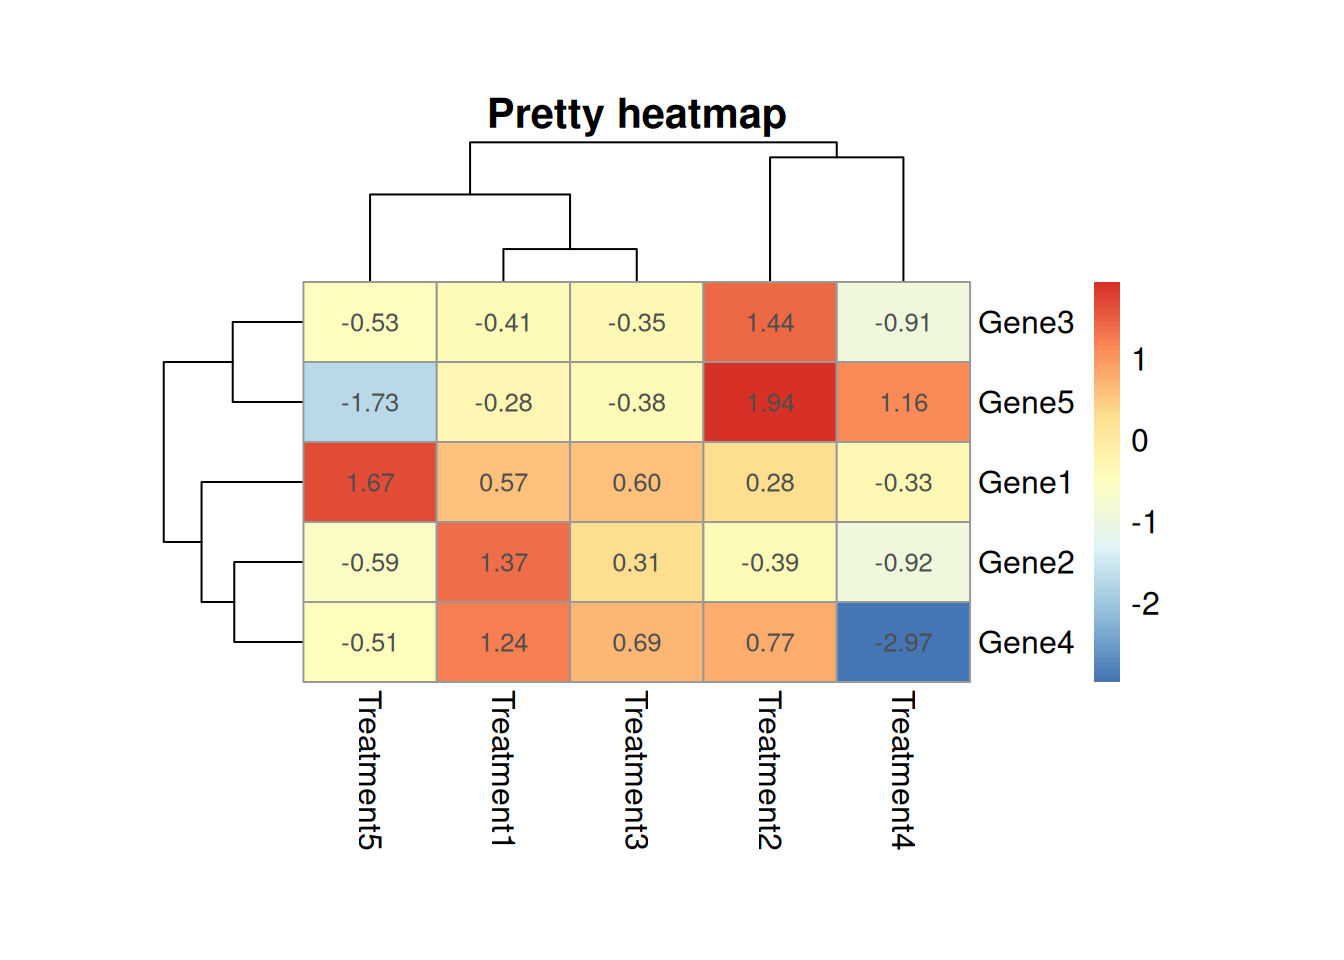 Pretty heatmap
-0.53 -0.41 -0.35 1.44 -0.91 Gene3
-1.73 -0.28 -0.38 1.94 1.16 Gene5
1.67 0.57 0.60 0.28 -0.33 Gene1
-0.59 1.37 0.31 -0.39 -0.92 Gene2
-0.51 1.24 0.69 0.77 -2.97 Gene4
Treatment5
Treatment1
Treatment3
Treatment2
Treatment4
1
0
-1
-2